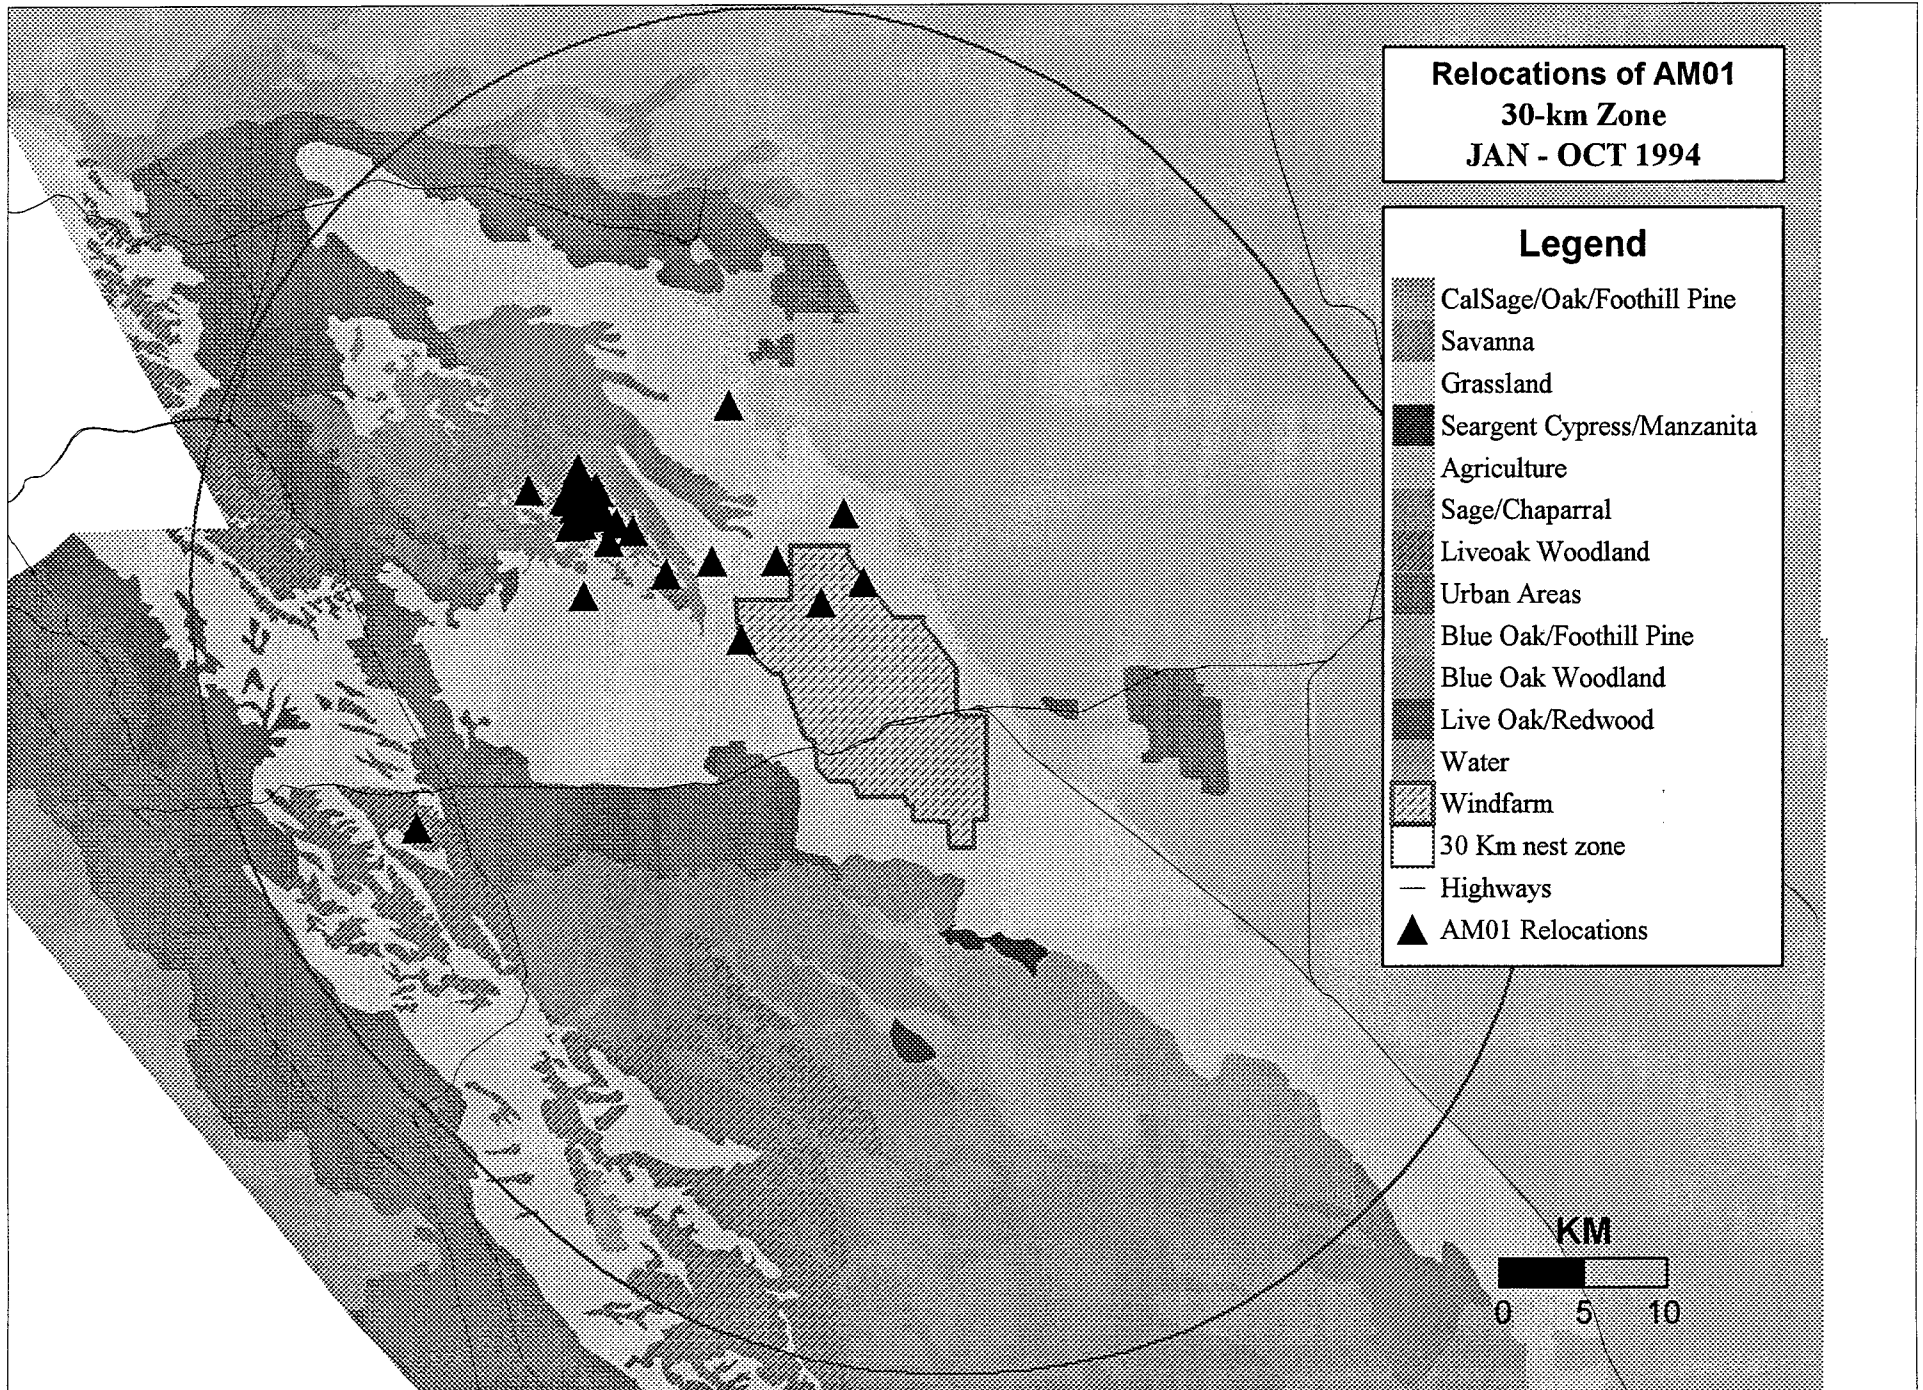 Relocations of AM01
30-km Zone
JAN - OCT 1994
Legend
CalSage/Oak/Foothill Pine
Savanna
Grassland
Seargent Cypress/Manzanita
Agriculture
Sage/Chaparral
Liveoak Woodland
Urban Areas
Blue Oak/Foothill Pine
Blue Oak Woodland
Live Oak/Redwood
Water
Windfarm
30 Km nest zone
Highways
AM01 Relocations
KM
0 5 10